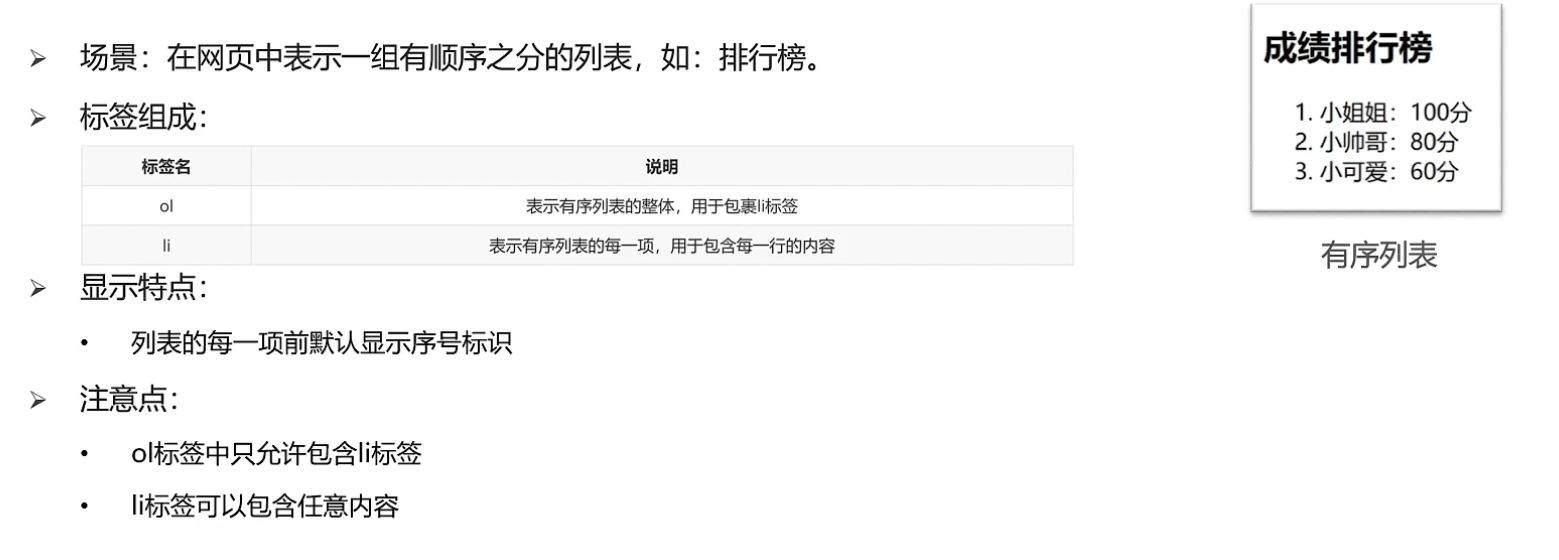 场景：在网页中表示一组有顺序之分的列表，如：排行榜。
标签组成：
标签名 说明
ol 表示有序列表的整体，用于包裹li标签
li 表示有序列表的每一项，用于包含每一行的内容
显示特点：
列表的每一项前默认显示序号标识
注意点：
ol标签中只允许包含li标签
li标签可以包含任意内容
成绩排行榜
1. 小姐姐：100分
2. 小帅哥：80分
3. 小可爱：60分
有序列表